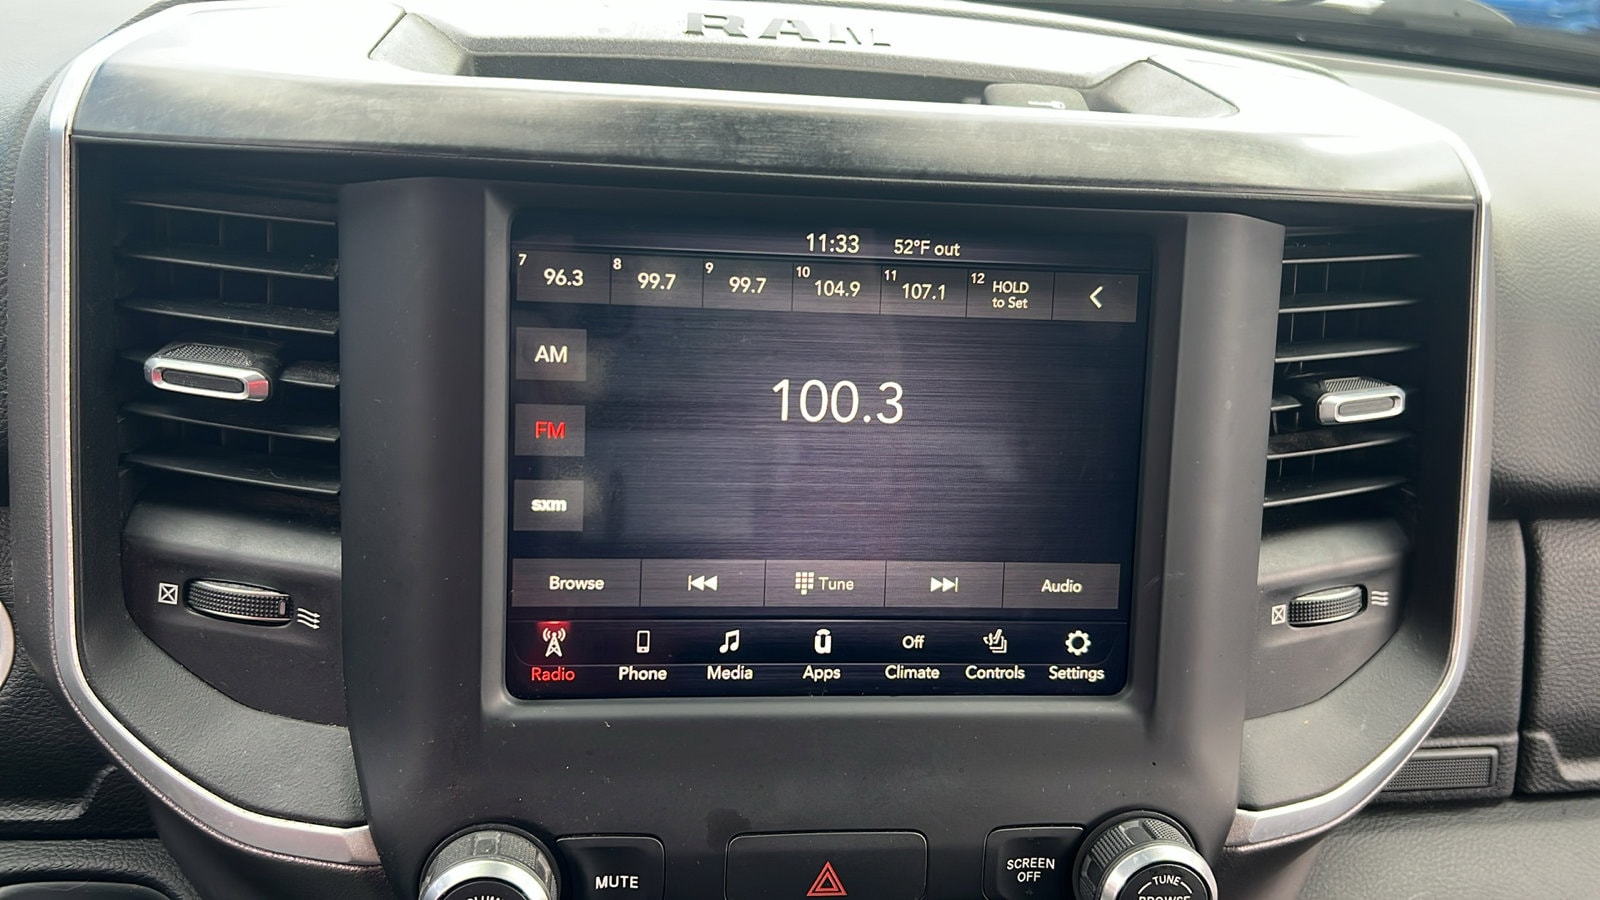 RAM
11:33 52°F out
7 96.3 8 99.7 9 99.7 10 104.9 11 107.1 12 HOLD to Set
AM
100.3
FM
sxm
Browse Tune Audio
Off
Radio Phone Media Apps Climate Controls Settings
MUTE
SCREEN
OFF
TUNE
BROWSE